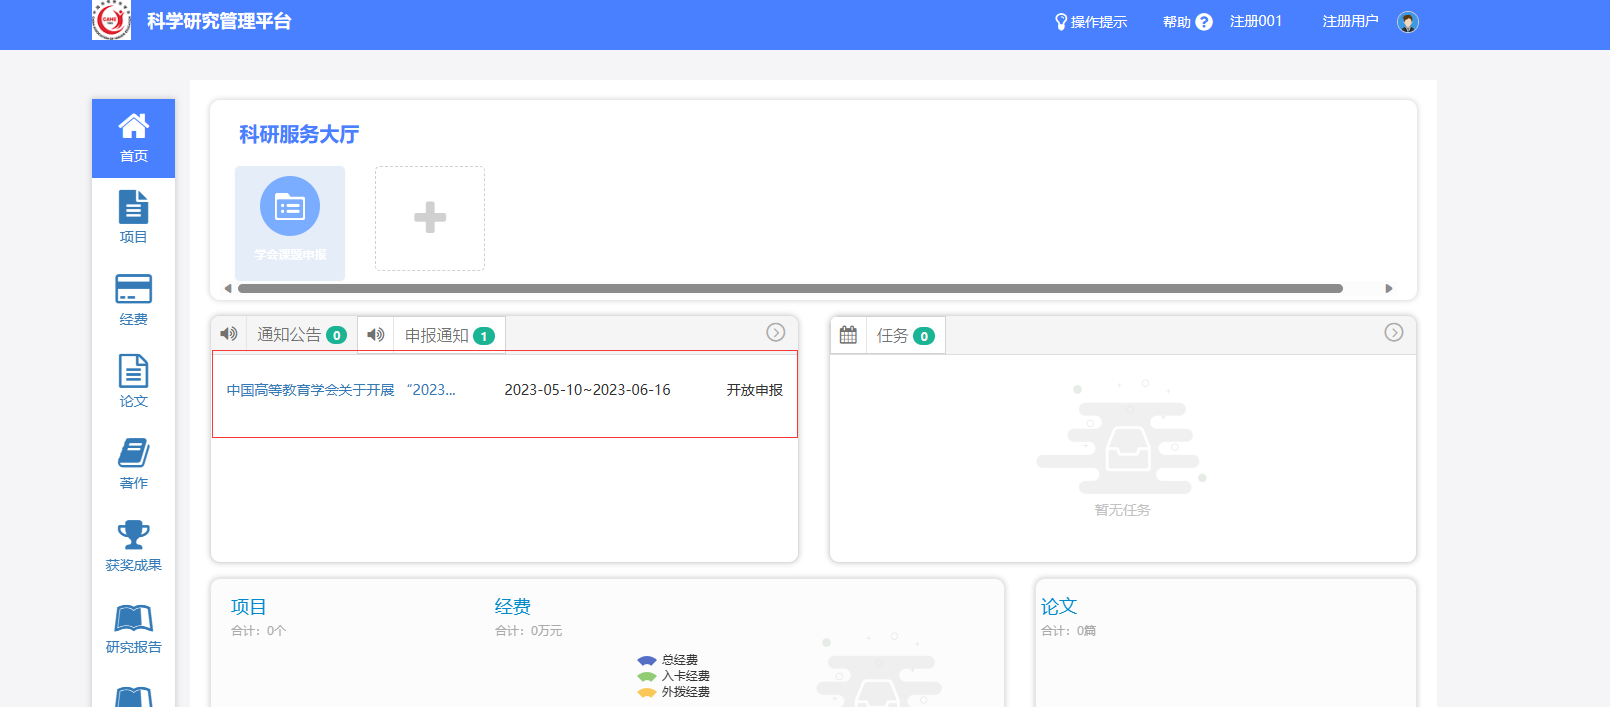 科学研究管理平台
操作提示 帮助 ? 注册001 注册用户
首页
项目
经费
论文
著作
获奖成果
研究报告
科研服务大厅
学会课题申报
通知公告 0 申报通知 1
中国高等教育学会关于开展 “2023... 2023-05-10~2023-06-16 开放申报
任务 0
暂无任务
项目
合计：0个
经费
合计：0万元
总经费
入卡经费
外拨经费
论文
合计：0篇